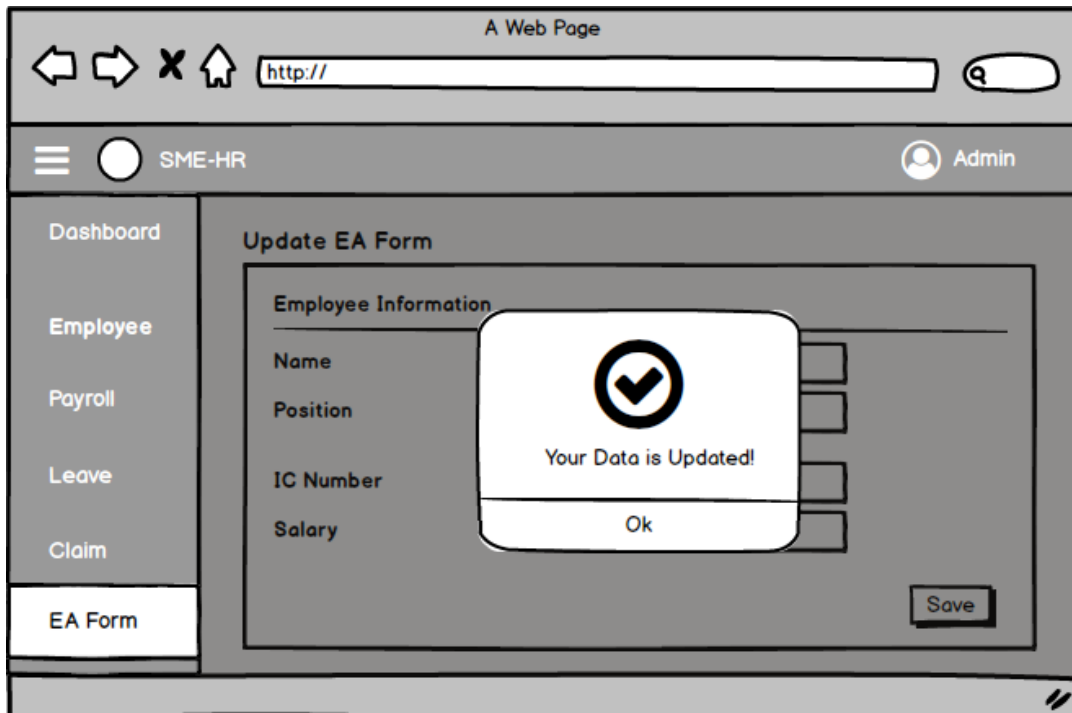 A Web Page
http://
SME-HR
Admin
Dashboard
Employee
Payroll
Leave
Claim
EA Form
Update EA Form
Employee Information
Name
Position
IC Number
Salary
Your Data is Updated!
Ok
Save